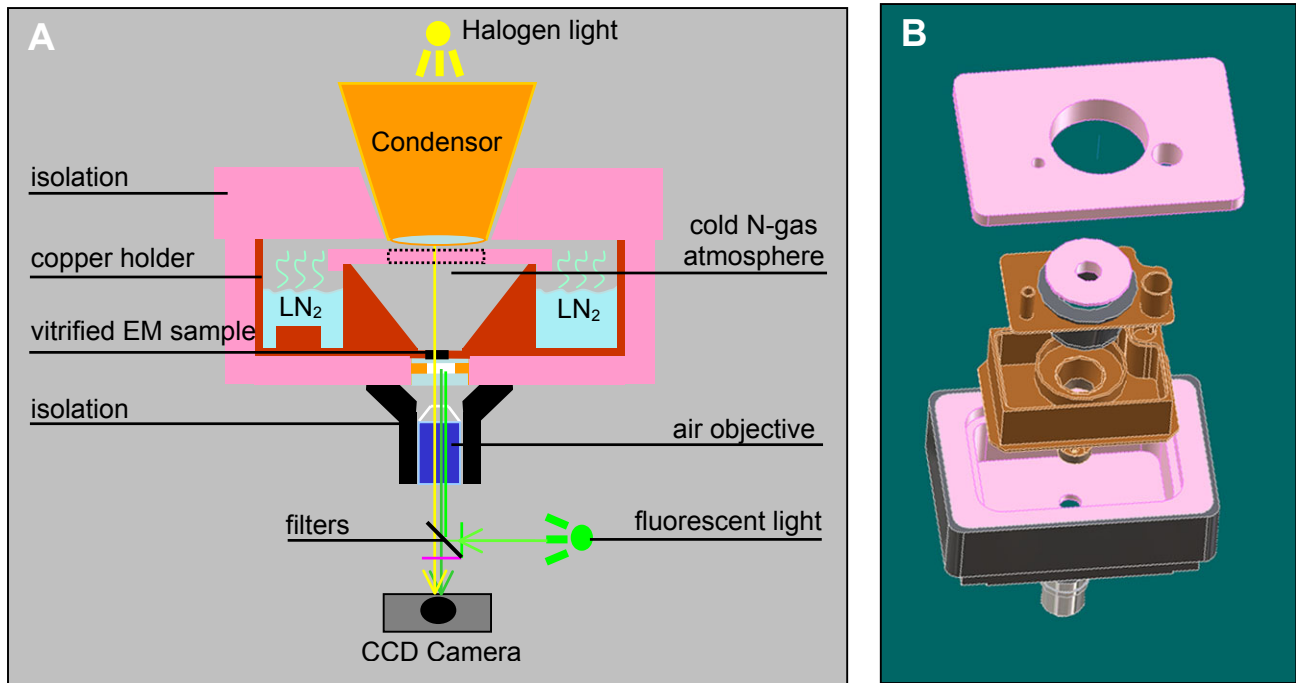 A
Halogen light
Condensor
isolation
cold N-gas
atmosphere
copper holder
LN2
LN2
vitrified EM sample
isolation
air objective
filters
fluorescent light
CCD Camera
B